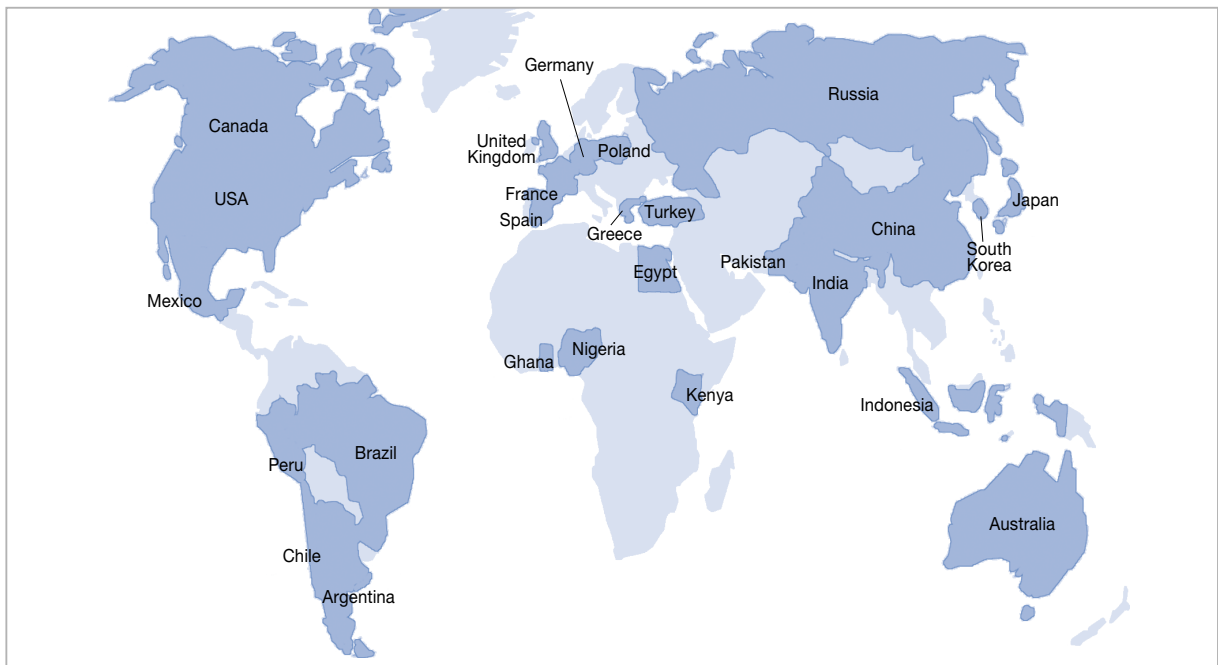 Germany
Russia
Canada
United
Kingdom
Poland
France
USA
Spain
Turkey
Greece
Japan
China
South
Korea
Pakistan
Egypt
India
Mexico
Ghana
Nigeria
Kenya
Indonesia
Brazil
Peru
Australia
Chile
Argentina